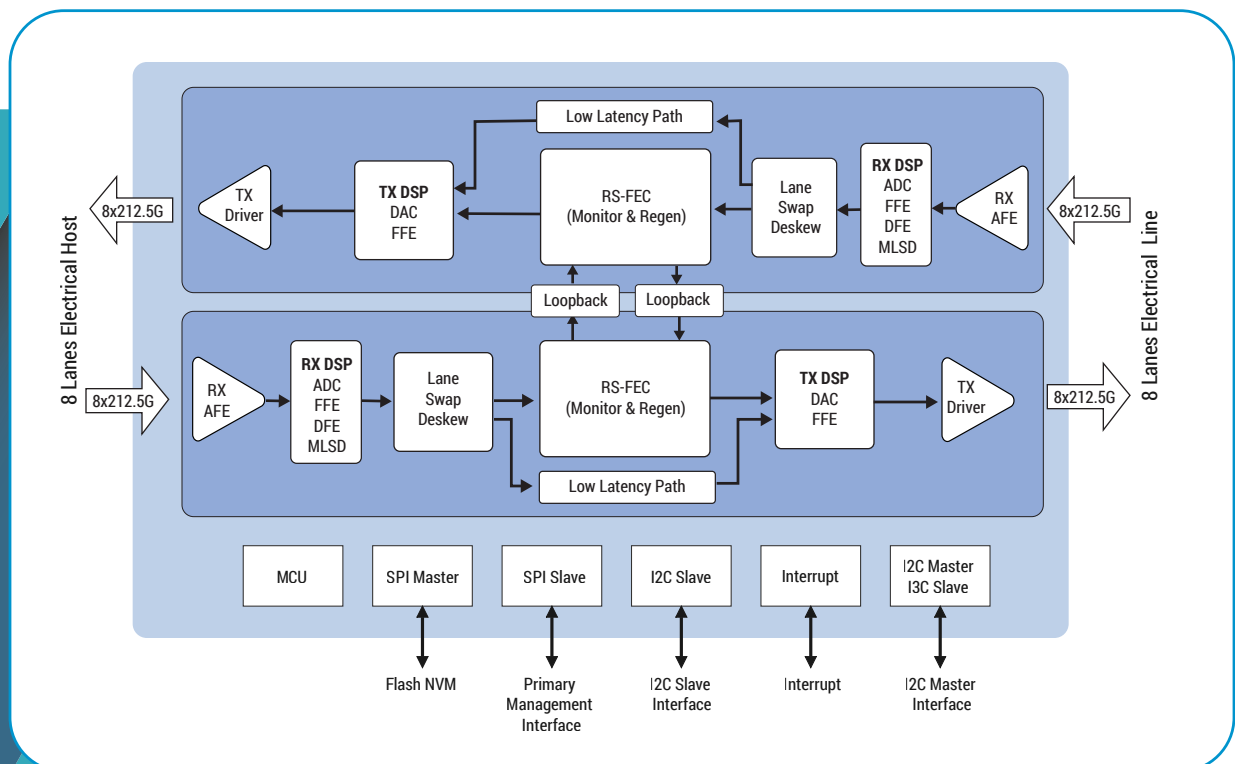 Low Latency Path
TX
Driver
TX DSP
DAC
FFE
RS-FEC
(Monitor & Regen)
Lane
Swap
Deskew
RX DSP
ADC
FFE
DFE
MLSD
RX
AFE
8x212.5G
8x212.5G
8 Lanes Electrical Host
8 Lanes Electrical Line
Loopback
Loopback
8x212.5G
RX
AFE
RX DSP
ADC
FFE
DFE
MLSD
Lane
Swap
Deskew
RS-FEC
(Monitor & Regen)
TX DSP
DAC
FFE
TX
Driver
8x212.5G
Low Latency Path
MCU
SPI Master
SPI Slave
I2C Slave
Interrupt
I2C Master
I3C Slave
Flash NVM
Primary
Management
Interface
I2C Slave
Interface
Interrupt
I2C Master
Interface